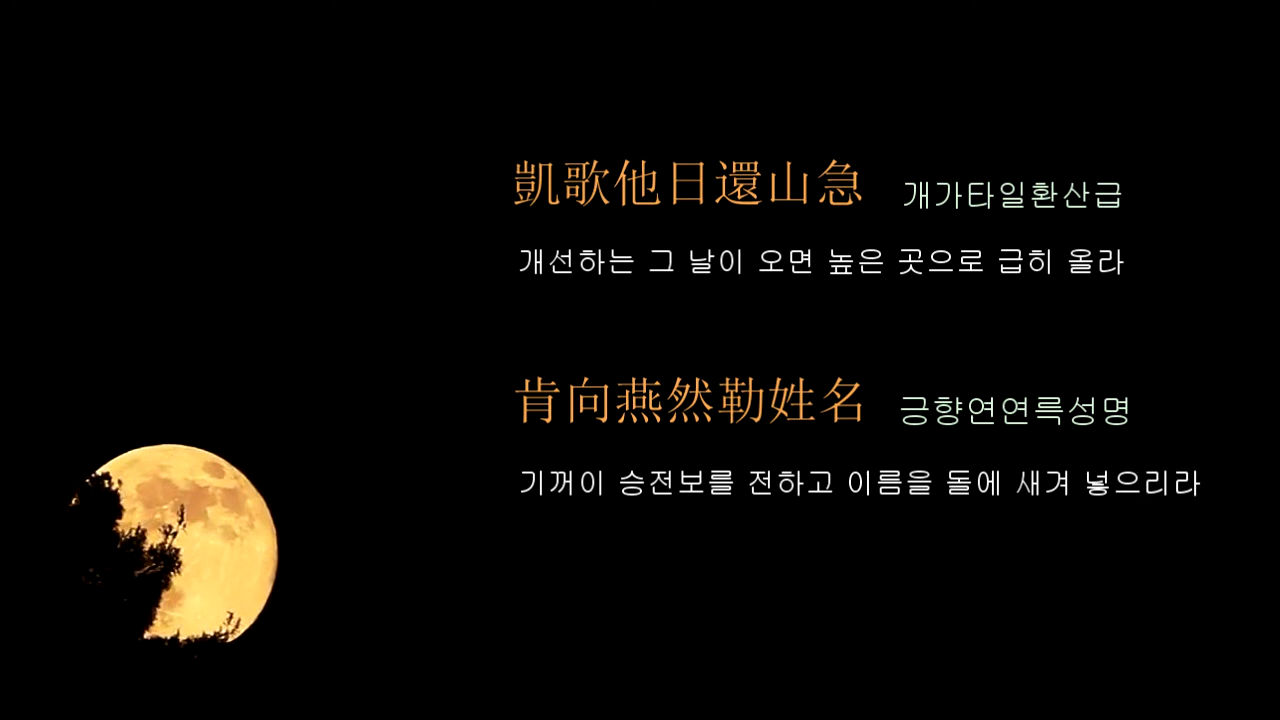 凱歌他日還山急 개가타일환산급
개선하는 그 날이 오면 높은 곳으로 급히 올라
肯向燕然勒姓名 긍향연연륵성명
기꺼이 승전보를 전하고 이름을 돌에 새겨 넣으리라